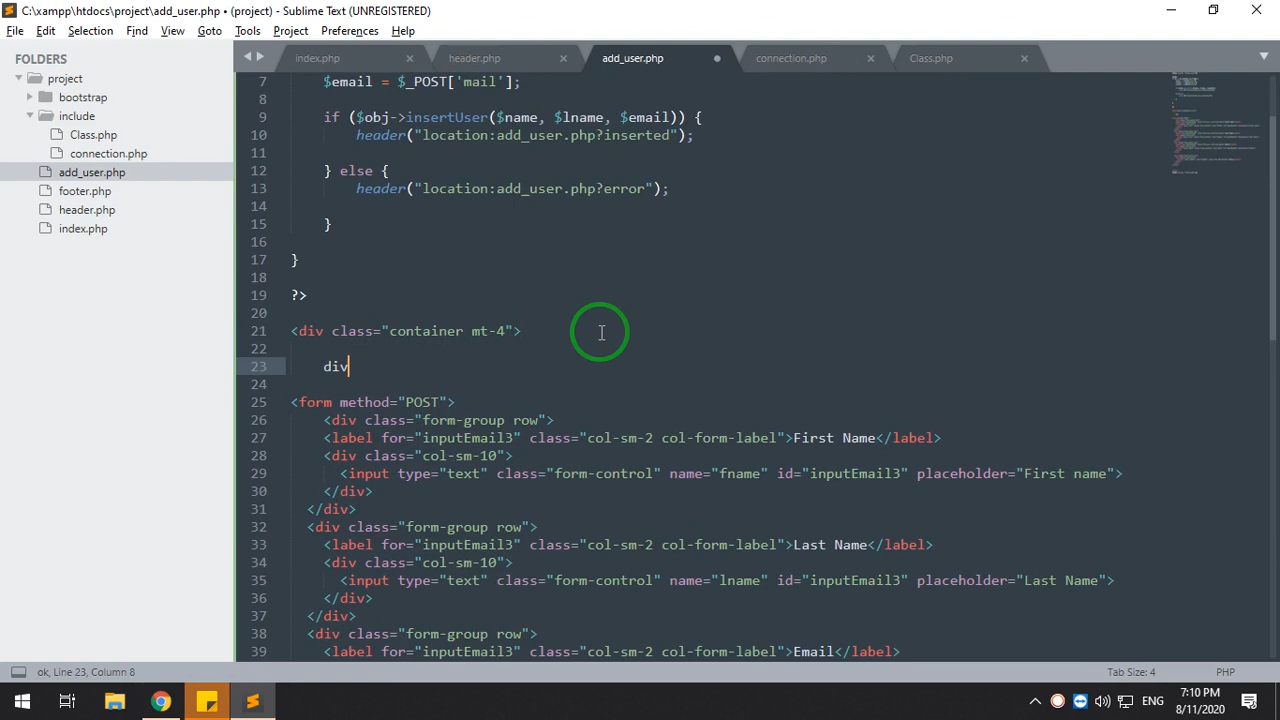 C:\xampp\htdocs\project\add_user.php • (project) - Sublime Text (UNREGISTERED)
File Edit Selection Find View Goto Tools Project Preferences Help
FOLDERS
project
bootstrap
include
Class.php
connection.php
add_user.php
footer.php
header.php
index.php
index.php header.php add_user.php connection.php Class.php
7 $email = $_POST['mail'];
8
9 if ($obj->insertUser($name, $lname, $email)) {
10 header("location:add_user.php?inserted");
11
12 } else {
13 header("location:add_user.php?error");
14
15 }
16
17 }
18
19 ?>
20
21 <div class="container mt-4">
22
23 div
24
25 <form method="POST">
26 <div class="form-group row">
27 <label for="inputEmail3" class="col-sm-2 col-form-label">First Name</label>
28 <div class="col-sm-10">
29 <input type="text" class="form-control" name="fname" id="inputEmail3" placeholder="First name">
30 </div>
31 </div>
32 <div class="form-group row">
33 <label for="inputEmail3" class="col-sm-2 col-form-label">Last Name</label>
34 <div class="col-sm-10">
35 <input type="text" class="form-control" name="lname" id="inputEmail3" placeholder="Last Name">
36 </div>
37 </div>
38 <div class="form-group row">
39 <label for="inputEmail3" class="col-sm-2 col-form-label">Email</label>
ok, Line 23, Column 8 Tab Size: 4 PHP
ENG 7:10 PM
8/11/2020